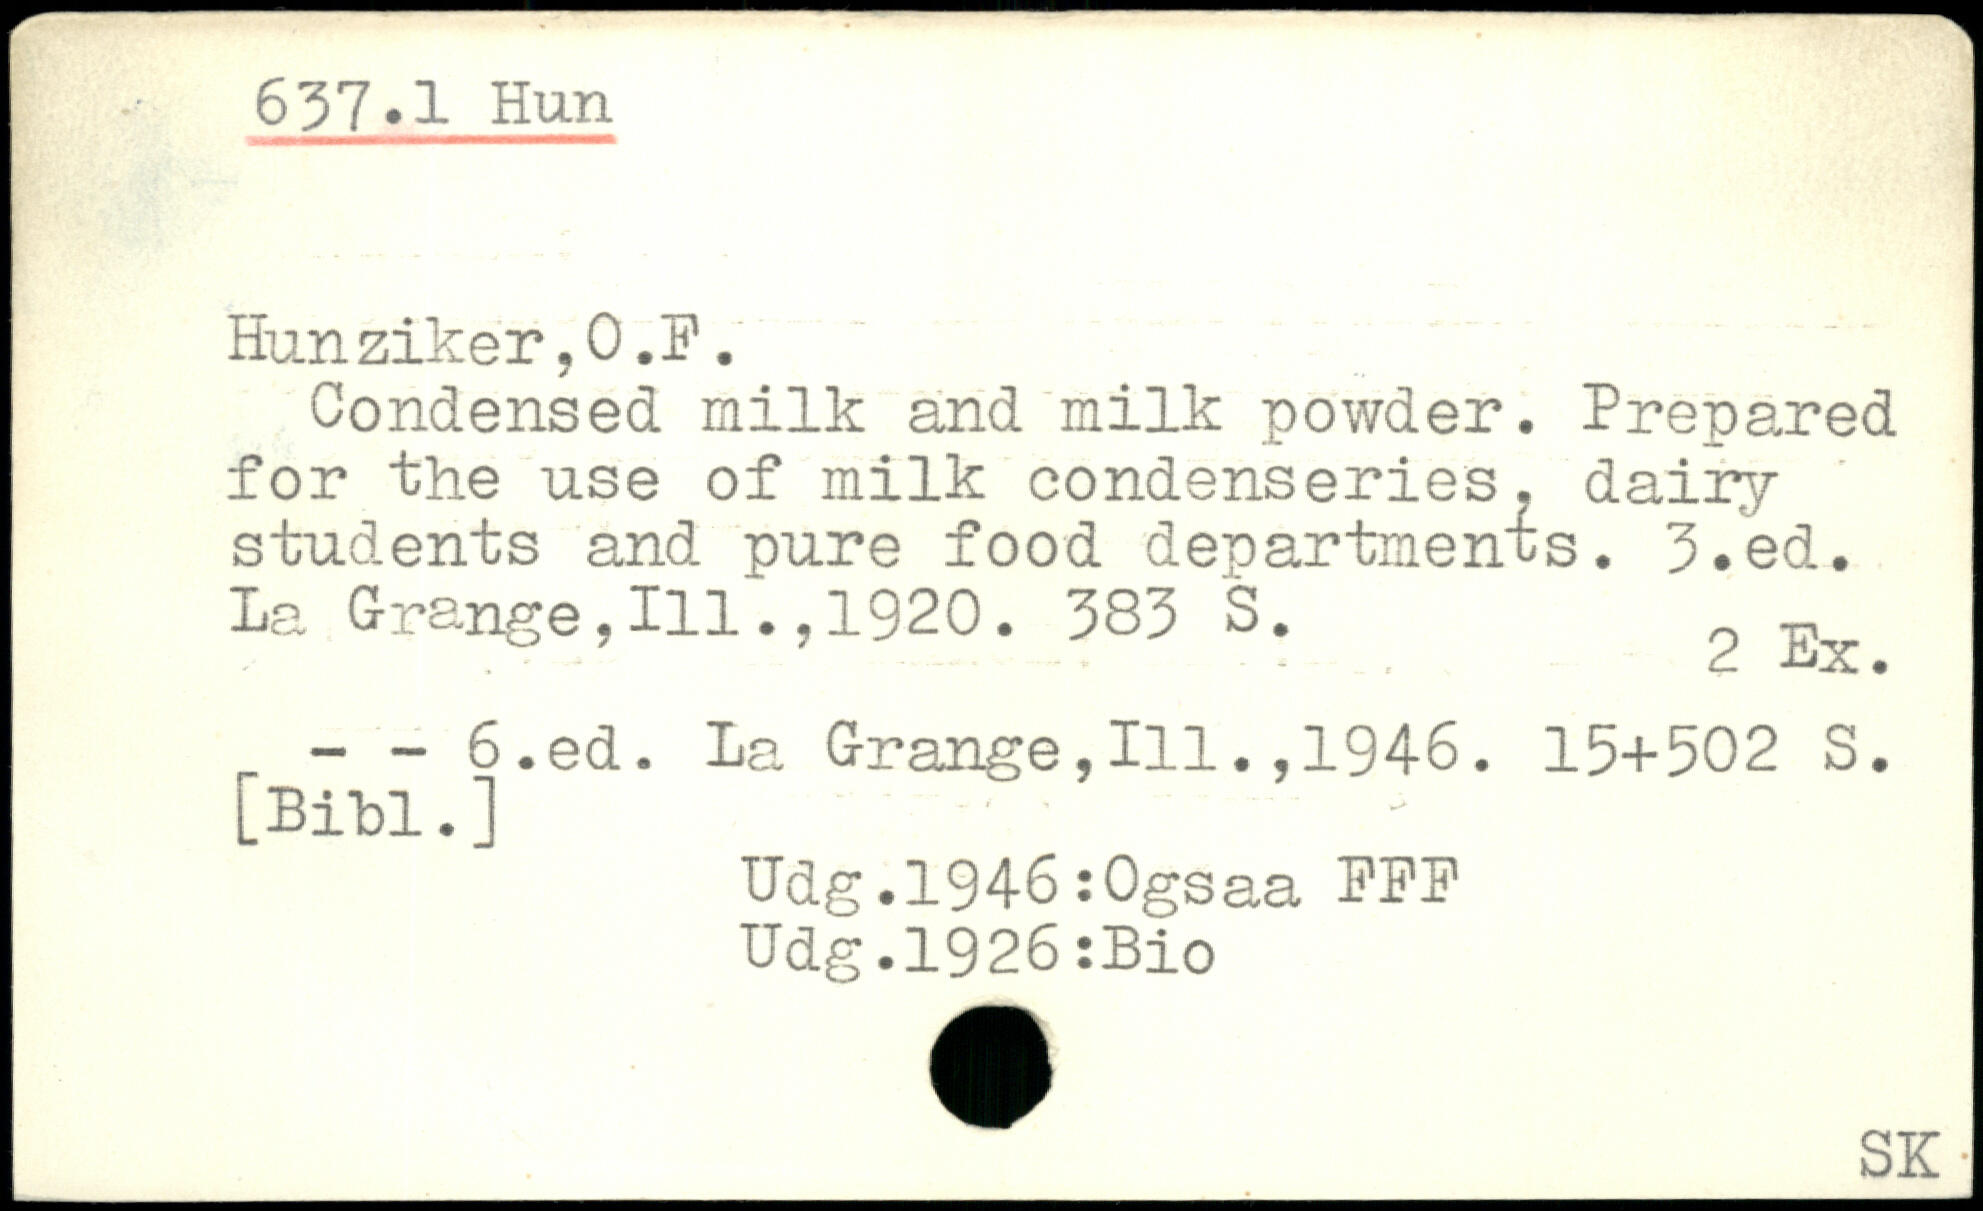 637.1 Hun
Hunziker,O.F.
Condensed milk and milk powder. Prepared
for the use of milk condenseries, dairy
students and pure food departments. 3.ed.
La Grange,Ill.,1920. 383 S.
2 Ex.
- - 6.ed. La Grange,Ill.,1946. 15+502 S.
[Bibl.]
Udg.1946:Ogsaa FFF
Udg.1926:Bio
SK